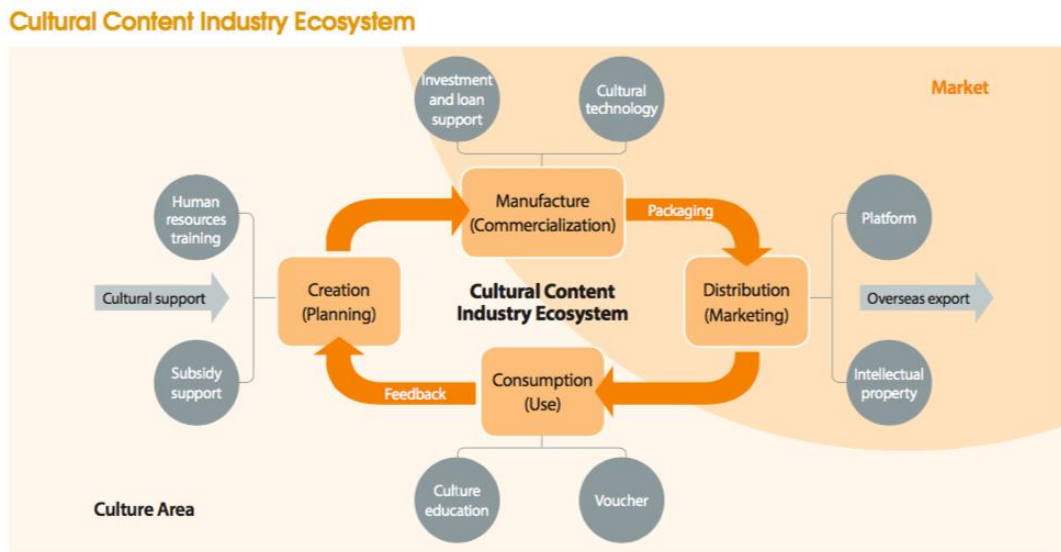 Cultural Content Industry Ecosystem
Investment
and loan
support
Cultural
technology
Market
Human
resources
training
Manufacture
(Commercialization)
Packaging
Platform
Cultural support
Creation
(Planning)
Cultural Content
Industry Ecosystem
Distribution
(Marketing)
Overseas export
Subsidy
support
Feedback
Consumption
(Use)
Intellectual
property
Culture
education
Voucher
Culture Area